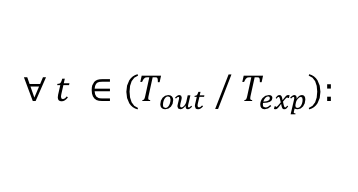 ∀ t ∈ (T_out / T_exp):